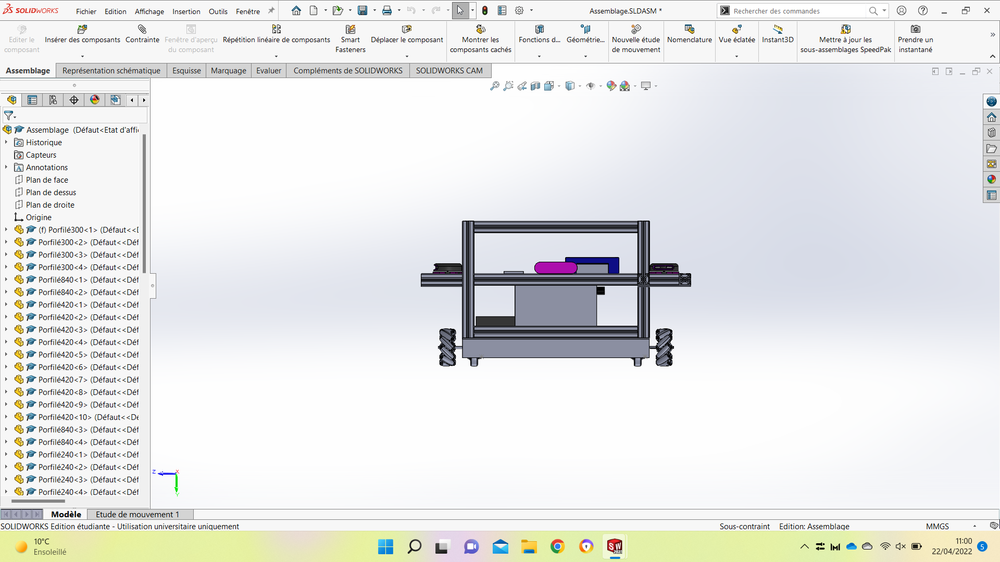 SOLIDWORKS Fichier Edition Affichage Insertion Outils Fenêtre Assemblage.SLDASM * Rechercher des commandes
Editer le composant
Insérer des composants
Contrainte
Fenêtre d'aperçu du composant
Répétition linéaire de composants
Smart Fasteners
Déplacer le composant
Montrer les composants cachés
Fonctions d...
Géométrie...
Nouvelle étude de mouvement
Nomenclature
Vue éclatée
Instant3D
Mettre à jour les sous-assemblages SpeedPak
Prendre un instantané
Assemblage Représentation schématique Esquisse Marquage Evaluer Compléments de SOLIDWORKS SOLIDWORKS CAM
Assemblage (Défaut<Etat d'affi
Historique
Capteurs
Annotations
Plan de face
Plan de dessus
Plan de droite
Origine
(f) Porfilé300<1> (Défaut<<D
Porfilé300<2> (Défaut<<Déf
Porfilé300<3> (Défaut<<Déf
Porfilé300<4> (Défaut<<Déf
Porfilé840<1> (Défaut<<Déf
Porfilé840<2> (Défaut<<Déf
Porfilé420<1> (Défaut<<Déf
Porfilé420<2> (Défaut<<Déf
Porfilé420<3> (Défaut<<Déf
Porfilé420<4> (Défaut<<Déf
Porfilé420<5> (Défaut<<Déf
Porfilé420<6> (Défaut<<Déf
Porfilé420<7> (Défaut<<Déf
Porfilé420<8> (Défaut<<Déf
Porfilé420<9> (Défaut<<Déf
Porfilé420<10> (Défaut<<Dé
Porfilé840<3> (Défaut<<Déf
Porfilé840<4> (Défaut<<Déf
Porfilé240<1> (Défaut<<Déf
Porfilé240<2> (Défaut<<Déf
Porfilé240<3> (Défaut<<Déf
Porfilé240<4> (Défaut<<Déf
Z X
Y
Modèle Etude de mouvement 1
SOLIDWORKS Edition étudiante - Utilisation universitaire uniquement Sous-contraint Edition: Assemblage MMGS
10°C
Ensoleillé
SW
2021
11:00
22/04/2022
5